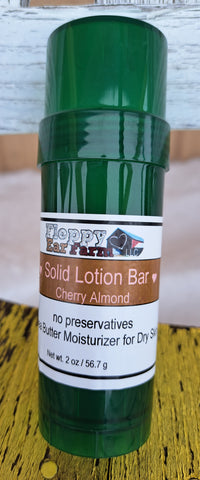 Floppy
Ear Farm LLC
Solid Lotion Bar
Cherry Almond
no preservatives
Butter Moisturizer for Dry
Net wt. 2 oz / 56.7 g